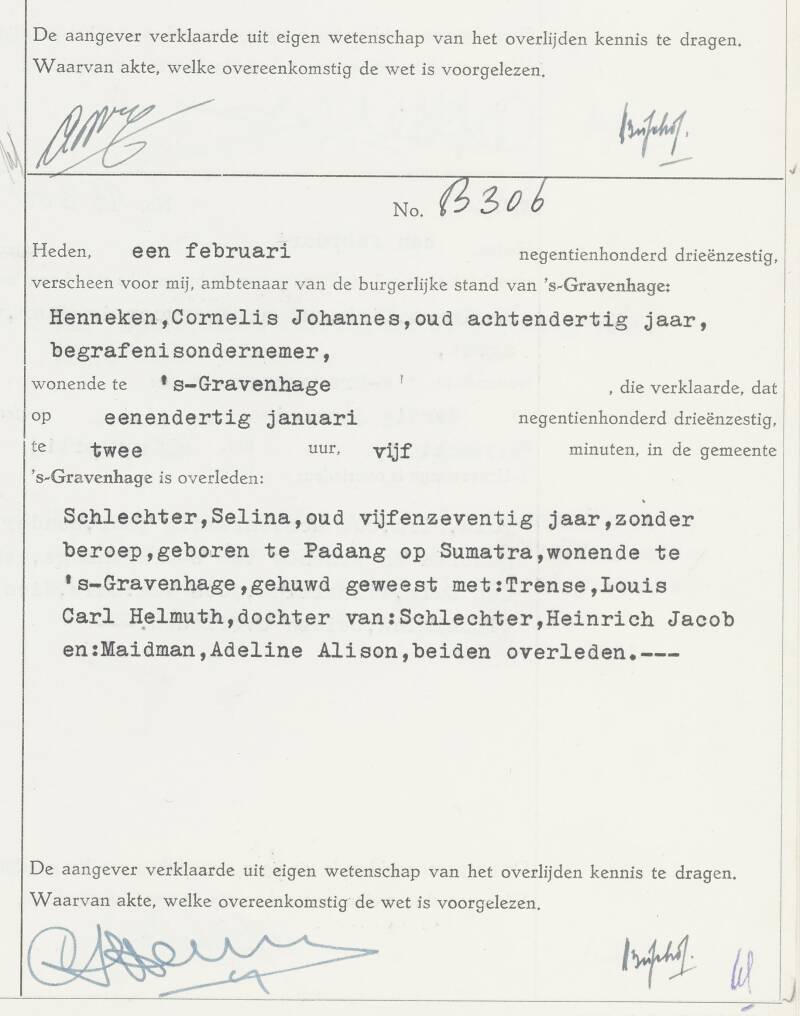 De aangever verklaarde uit eigen wetenschap van het overlijden kennis te dragen.
Waarvan akte, welke overeenkomstig de wet is voorgelezen.
No. B306
Heden, een februari negentienhonderd drieënzestig,
verscheen voor mij, ambtenaar van de burgerlijke stand van 's-Gravenhage:
Henneken,Cornelis Johannes,oud achtendertig jaar,
begrafenisondernemer,
wonende te 's-Gravenhage , die verklaarde, dat
op eenendertig januari negentienhonderd drieënzestig,
te twee uur, vijf minuten, in de gemeente
's-Gravenhage is overleden:
Schlechter,Selina,oud vijfenzeventig jaar,zonder
beroep,geboren te Padang op Sumatra,wonende te
's-Gravenhage,gehuwd geweest met:Trense,Louis
Carl Helmuth,dochter van:Schlechter,Heinrich Jacob
en:Maidman,Adeline Alison,beiden overleden.---
De aangever verklaarde uit eigen wetenschap van het overlijden kennis te dragen.
Waarvan akte, welke overeenkomstig de wet is voorgelezen.